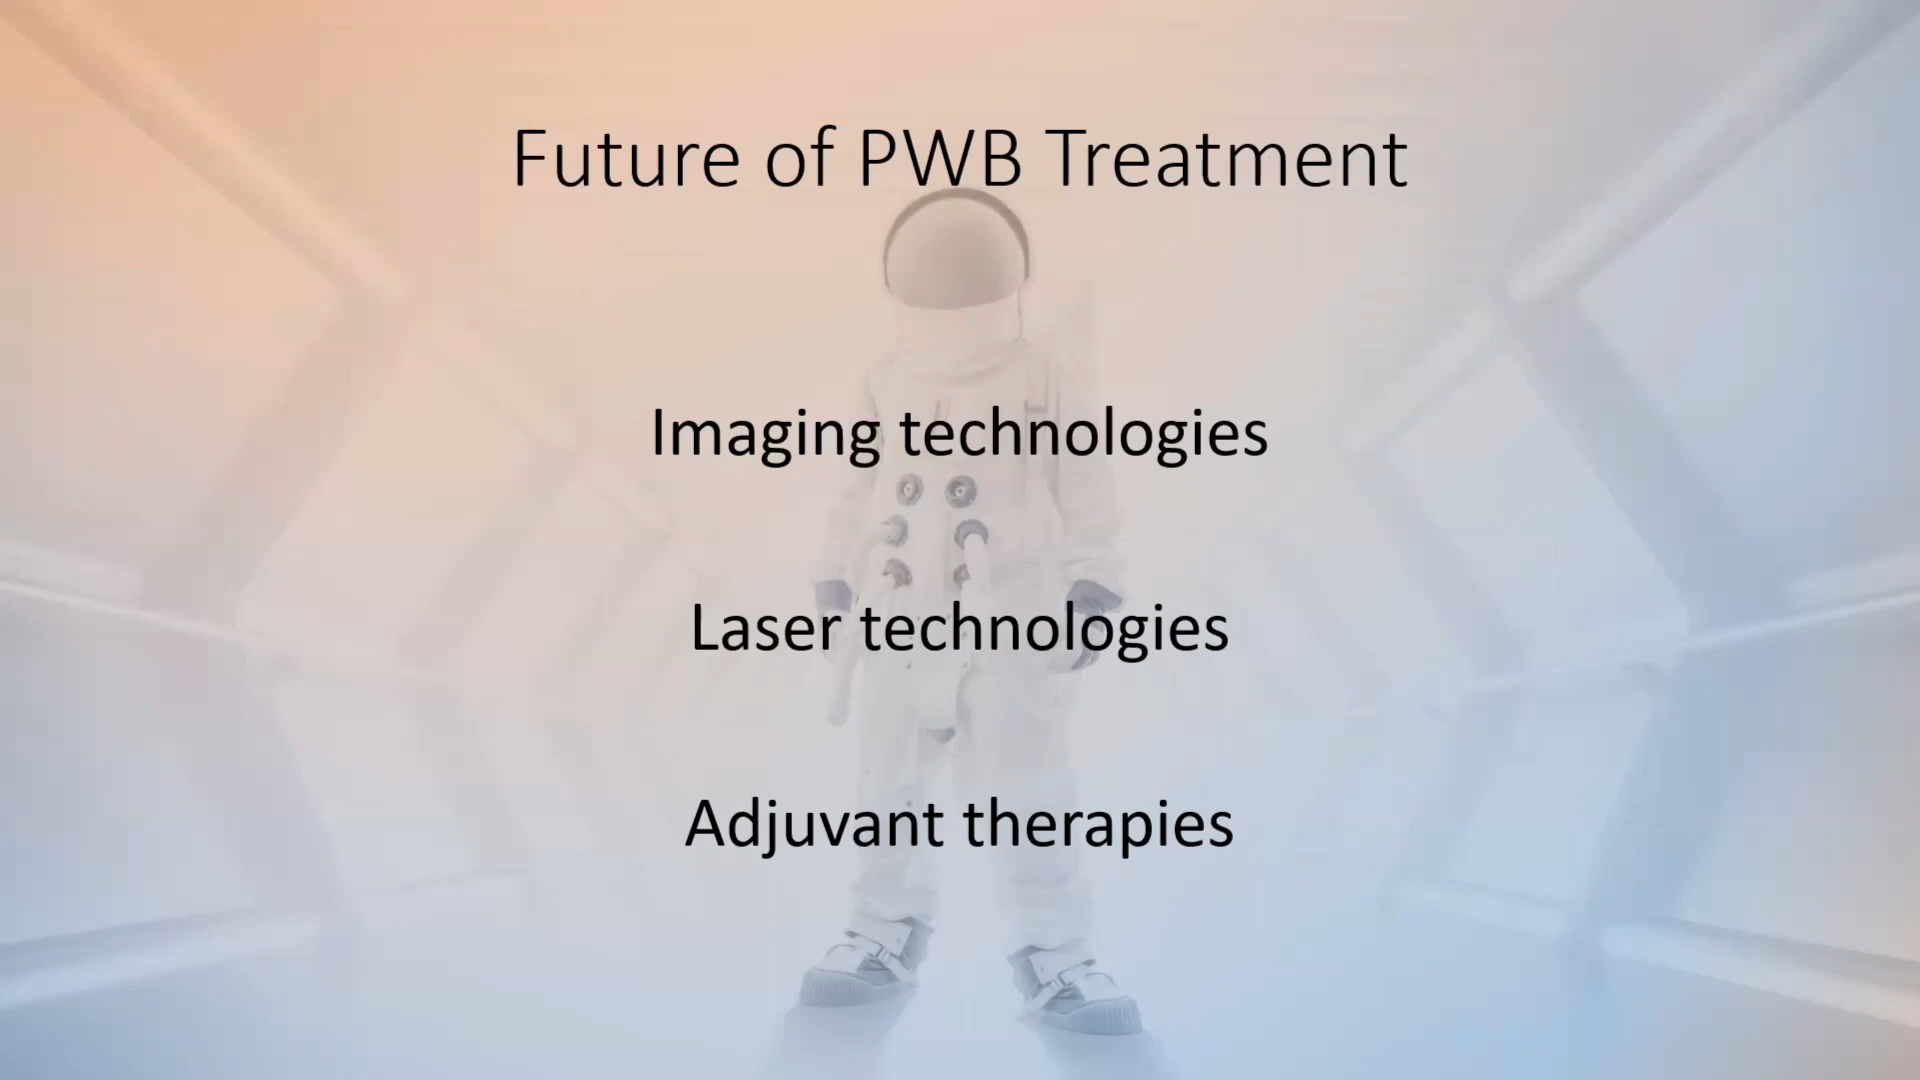 Future of PWB Treatment
Imaging technologies
Laser technologies
Adjuvant therapies